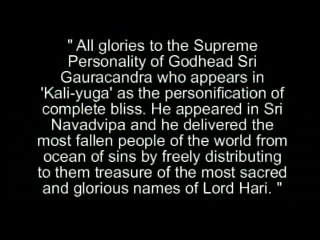 " All glories to the Supreme
Personality of Godhead Sri
Gauracandra who appears in
'Kali-yuga' as the personification of
complete bliss. He appeared in Sri
Navadvipa and he delivered the
most fallen people of the world from
ocean of sins by freely distributing
to them treasure of the most sacred
and glorious names of Lord Hari. "